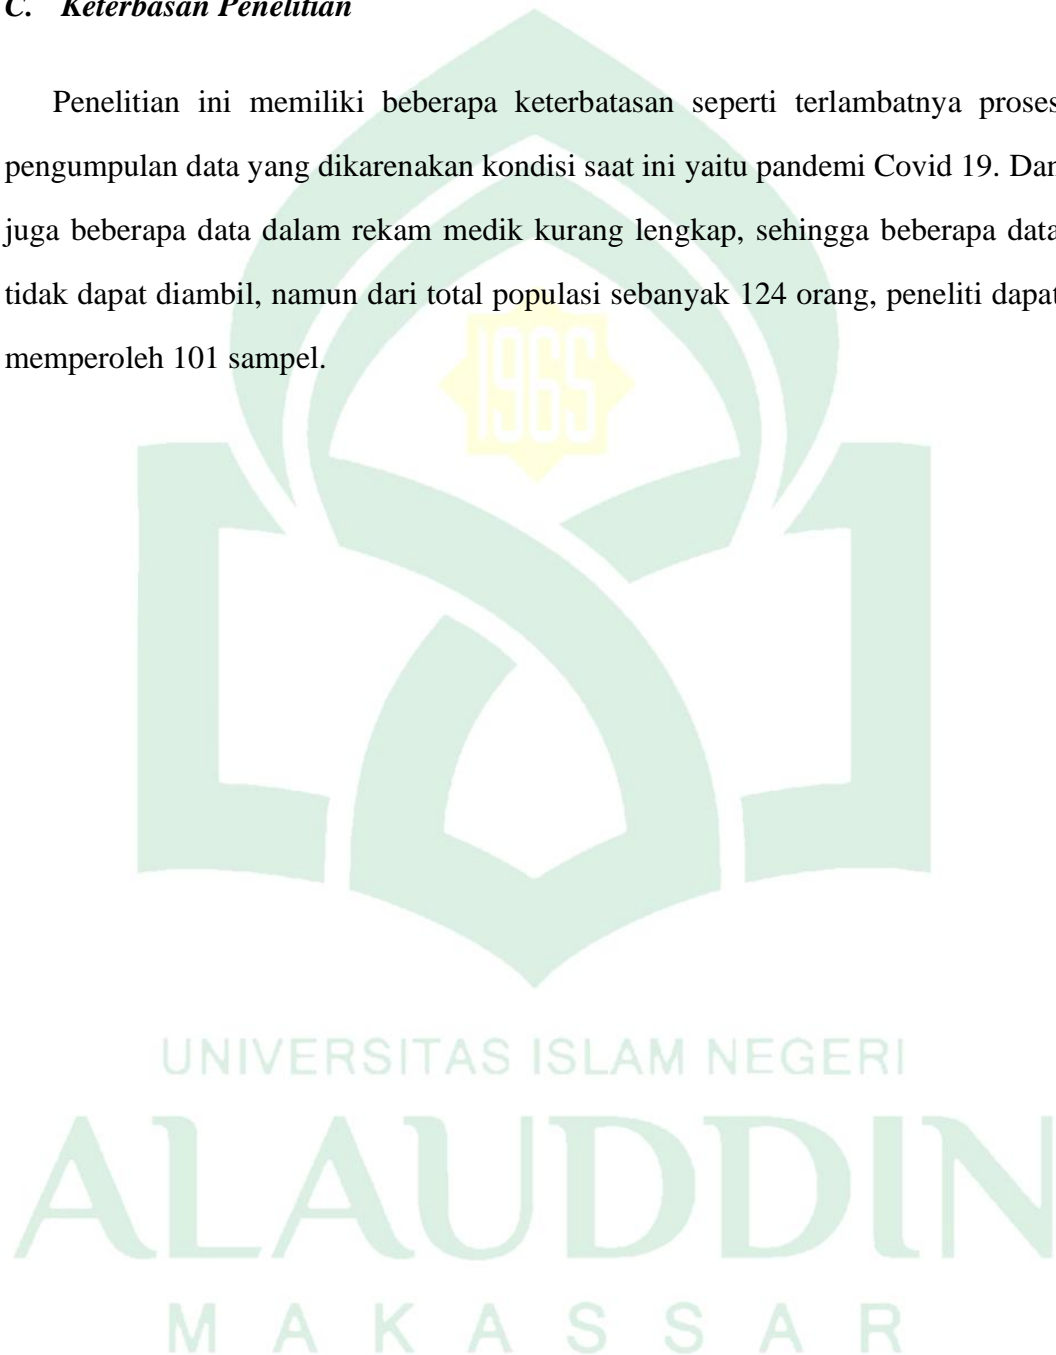 C. Keterbasan Penelitian
Penelitian ini memiliki beberapa keterbatasan seperti terlambatnya proses
pengumpulan data yang dikarenakan kondisi saat ini yaitu pandemi Covid 19. Dan
juga beberapa data dalam rekam medik kurang lengkap, sehingga beberapa data
tidak dapat diambil, namun dari total populasi sebanyak 124 orang, peneliti dapat
memperoleh 101 sampel.
1965
UNIVERSITAS ISLAM NEGERI
ALAUDDIN
MAKASSAR